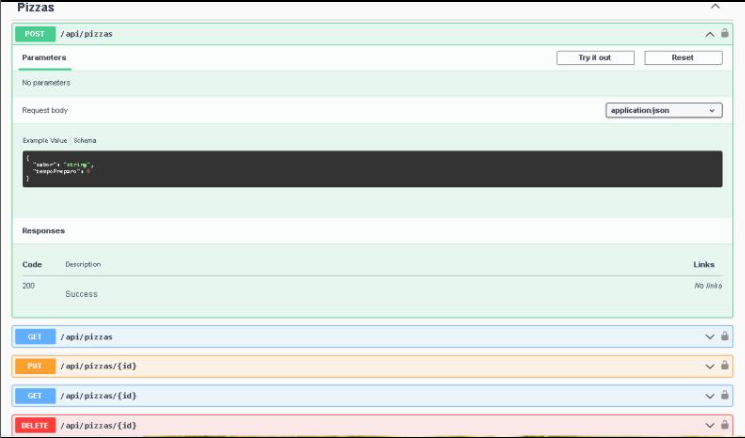 Pizzas
POST /api/pizzas
Parameters Try it out Reset
No parameters
Request body application/json
Example Value | Schema
{
"sabor": "string",
"tempoPreparo": 0
}
Responses
Code Description Links
200 Success No links
GET /api/pizzas
PUT /api/pizzas/{id}
GET /api/pizzas/{id}
DELETE /api/pizzas/{id}